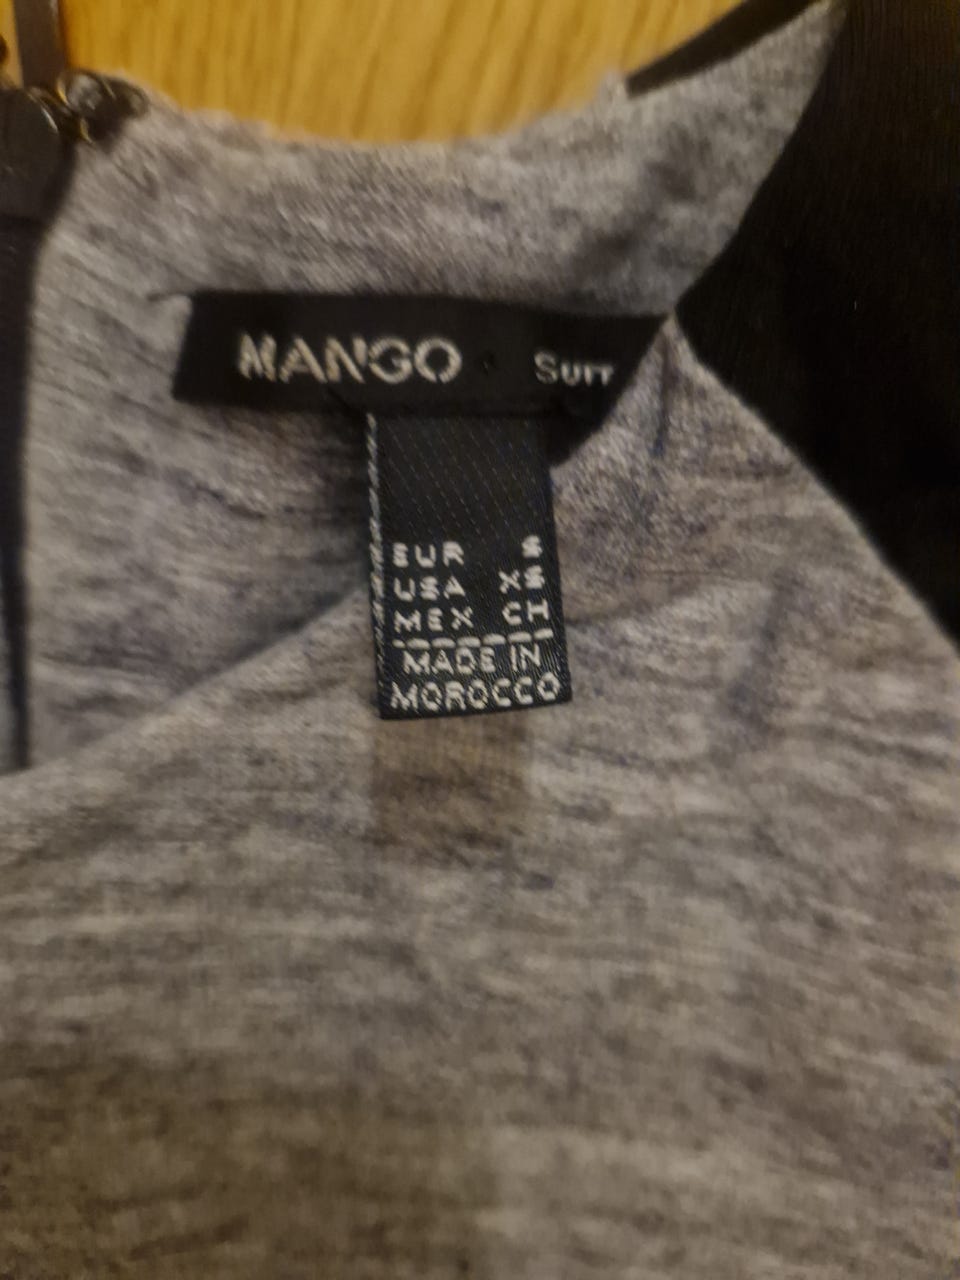 MANGO Suit
EUR S
USA XS
MEX CH
MADE IN
MOROCCO